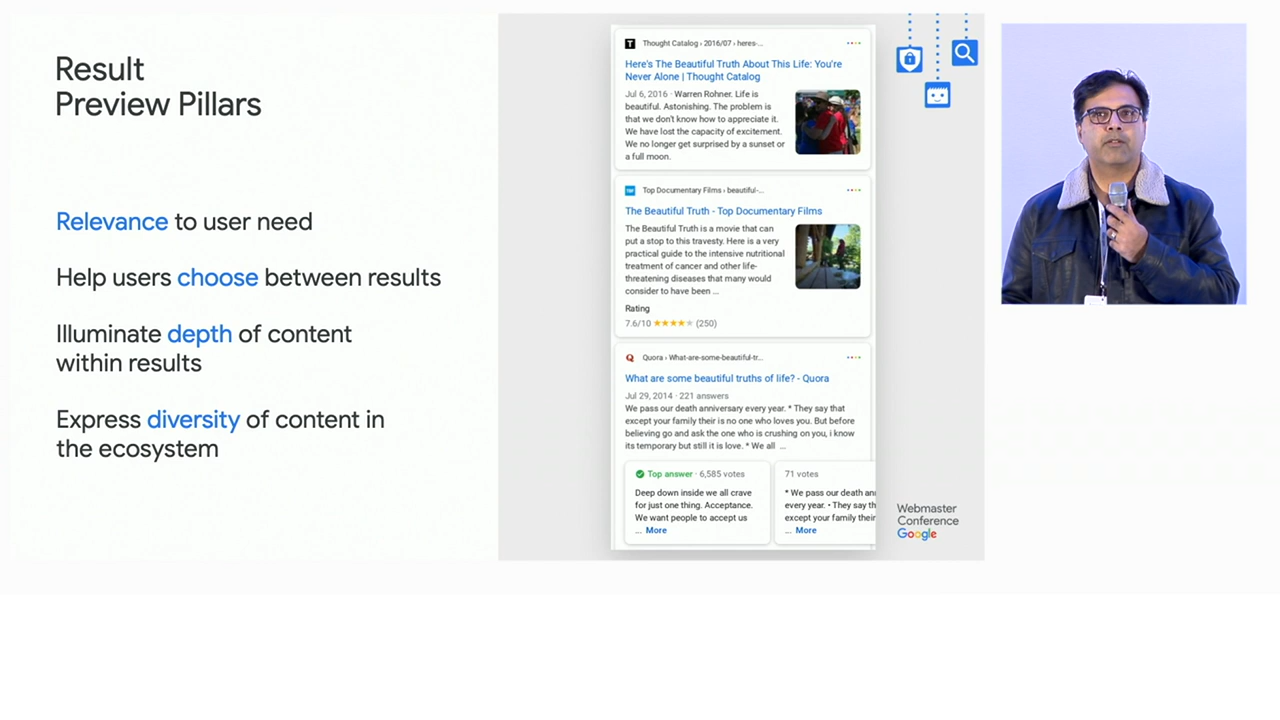 Result
Preview Pillars
Relevance to user need
Help users choose between results
Illuminate depth of content
within results
Express diversity of content in
the ecosystem
T
Thought Catalog › 2016/07 › heres-...
Here's The Beautiful Truth About This Life: You're
Never Alone | Thought Catalog
Jul 6, 2016 · Warren Rohner. Life is
beautiful. Astonishing. The problem is
that we don't know how to appreciate it.
We have lost the capacity of excitement.
We no longer get surprised by a sunset or
a full moon.
TDF
Top Documentary Films › beautiful-...
The Beautiful Truth - Top Documentary Films
The Beautiful Truth is a movie that can
put a stop to this travesty. Here is a very
practical guide to the intensive nutritional
treatment of cancer and other life-
threatening diseases that many would
consider to have been ...
Rating
7.6/10 ★★★★★ (250)
Q
Quora › What-are-some-beautiful-tr...
What are some beautiful truths of life? - Quora
Jul 29, 2014 · 221 answers
We pass our death anniversary every year. * They say that
except your family their is no one who loves you. But before
believing go and ask the one who is crushing on you, i know
its temporary but still it is love. * We all ...
Top answer · 6,585 votes
Deep down inside we all crave
for just one thing. Acceptance.
We want people to accept us
... More
71 votes
* We pass our death an
every year. • They say th
except your family their
... More
Webmaster
Conference
Google